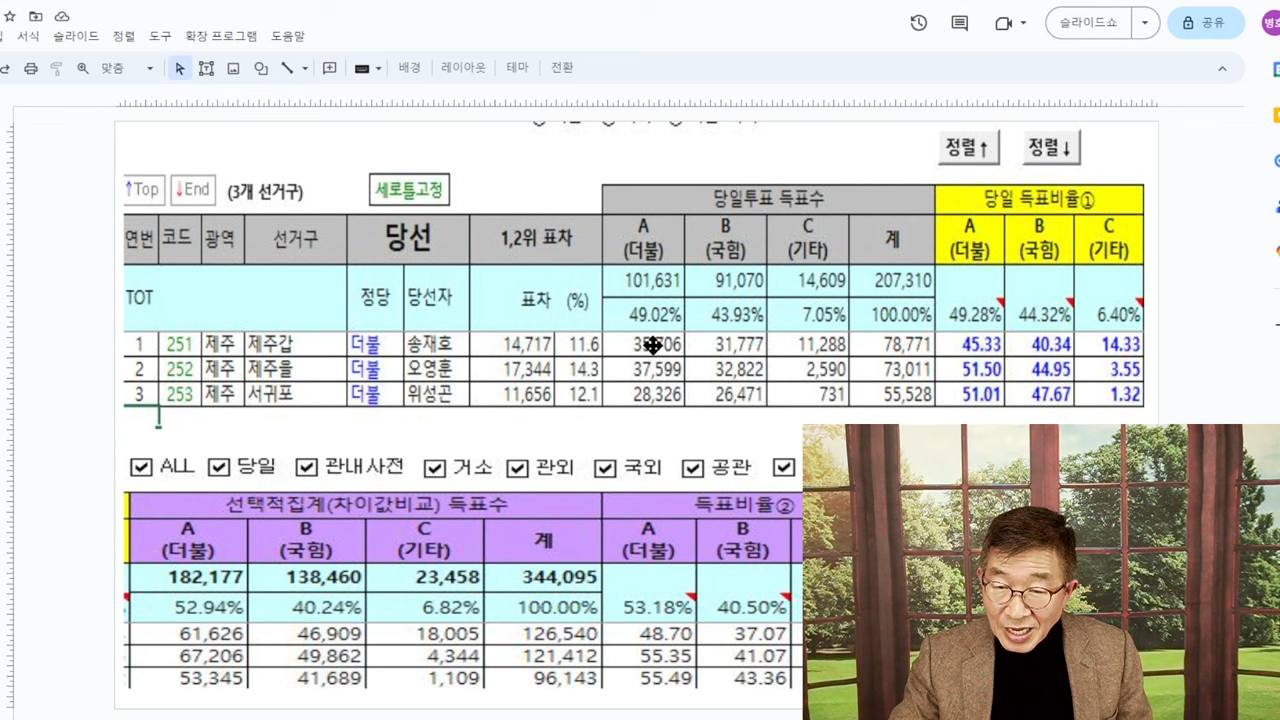 서식 슬라이드 정렬 도구 확장 프로그램 도움말
슬라이드쇼 공유 병호
맞춤 배경 레이아웃 테마 전환
정렬↑ 정렬↓
↑Top ↓End (3개 선거구) 세로틀고정
당일투표 득표수 당일 득표비율①
연번 코드 광역 선거구 당선 1,2위 표차 A (더불) B (국힘) C (기타) 계 A (더불) B (국힘) C (기타)
TOT 정당 당선자 표차 (%)
101,631 91,070 14,609 207,310
49.02% 43.93% 7.05% 100.00% 49.28% 44.32% 6.40%
1 251 제주 제주갑 더불 송재호 14,717 11.6 31,777 11,288 78,771 45.33 40.34 14.33
2 252 제주 제주을 더불 오영훈 17,344 14.3 37,599 32,822 2,590 73,011 51.50 44.95 3.55
3 253 제주 서귀포 더불 위성곤 11,656 12.1 28,326 26,471 731 55,528 51.01 47.67 1.32
ALL 당일 관내사전 거소 관외 국외 공관
선택적집계(차이값비교) 득표수 득표비율②
A (더불) B (국힘) C (기타) 계 A (더불) B (국힘)
182,177 138,460 23,458 344,095
52.94% 40.24% 6.82% 100.00% 53.18% 40.50%
61,626 46,909 18,005 126,540 48.70 37.07
67,206 49,862 4,344 121,412 55.35 41.07
53,345 41,689 1,109 96,143 55.49 43.36